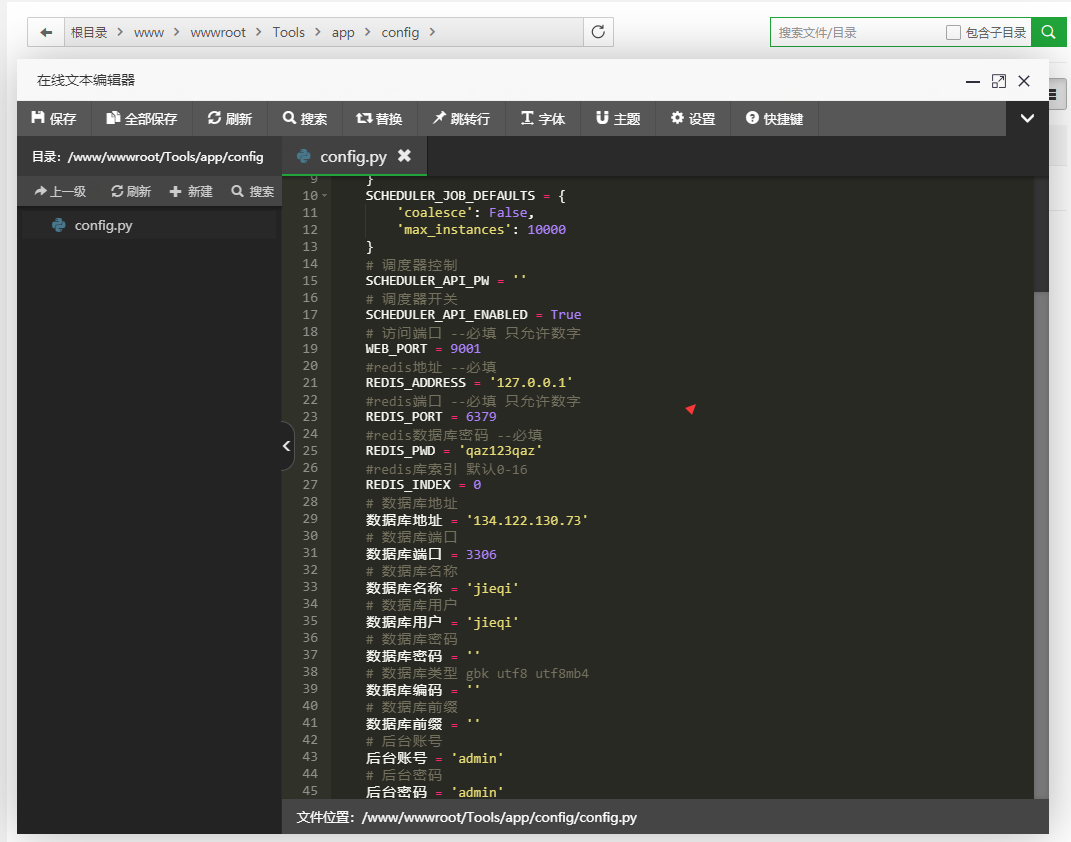 根目录 > www > wwwroot > Tools > app > config >
搜索文件/目录 包含子目录
在线文本编辑器
保存 全部保存 刷新 搜索 替换 跳转行 字体 主题 设置 快捷键
目录：/www/wwwroot/Tools/app/config
config.py
上一级 刷新 新建 搜索
config.py
9 }
10 SCHEDULER_JOB_DEFAULTS = {
11 'coalesce': False,
12 'max_instances': 10000
13 }
14 # 调度器控制
15 SCHEDULER_API_PW = ''
16 # 调度器开关
17 SCHEDULER_API_ENABLED = True
18 # 访问端口 --必填 只允许数字
19 WEB_PORT = 9001
20 #redis地址 --必填
21 REDIS_ADDRESS = '127.0.0.1'
22 #redis端口 --必填 只允许数字
23 REDIS_PORT = 6379
24 #redis数据库密码 --必填
25 REDIS_PWD = 'qaz123qaz'
26 #redis库索引 默认0-16
27 REDIS_INDEX = 0
28 # 数据库地址
29 数据库地址 = '134.122.130.73'
30 # 数据库端口
31 数据库端口 = 3306
32 # 数据库名称
33 数据库名称 = 'jieqi'
34 # 数据库用户
35 数据库用户 = 'jieqi'
36 # 数据库密码
37 数据库密码 = ''
38 # 数据库类型 gbk utf8 utf8mb4
39 数据库编码 = ''
40 # 数据库前缀
41 数据库前缀 = ''
42 # 后台账号
43 后台账号 = 'admin'
44 # 后台密码
45 后台密码 = 'admin'
文件位置：/www/wwwroot/Tools/app/config/config.py